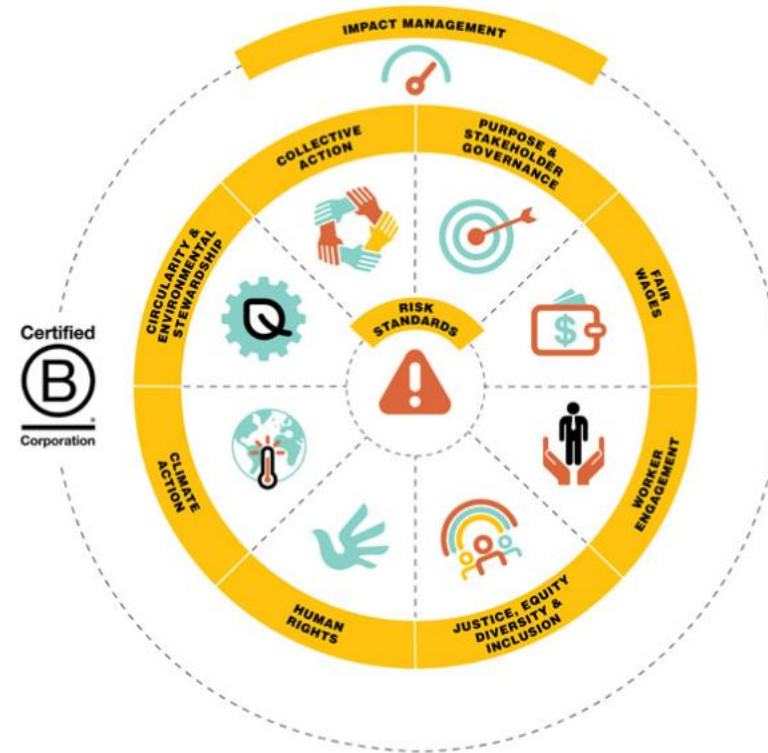 IMPACT MANAGEMENT
COLLECTIVE
ACTION
PURPOSE &
STAKEHOLDER
GOVERNANCE
CIRCULARITY &
ENVIRONMENTAL
STEWARDSHIP
FAIR
WAGES
RISK
STANDARDS
$
Certified
B
Corporation
CLIMATE
ACTION
WORKER
ENGAGEMENT
HUMAN
RIGHTS
JUSTICE, EQUITY
DIVERSITY &
INCLUSION